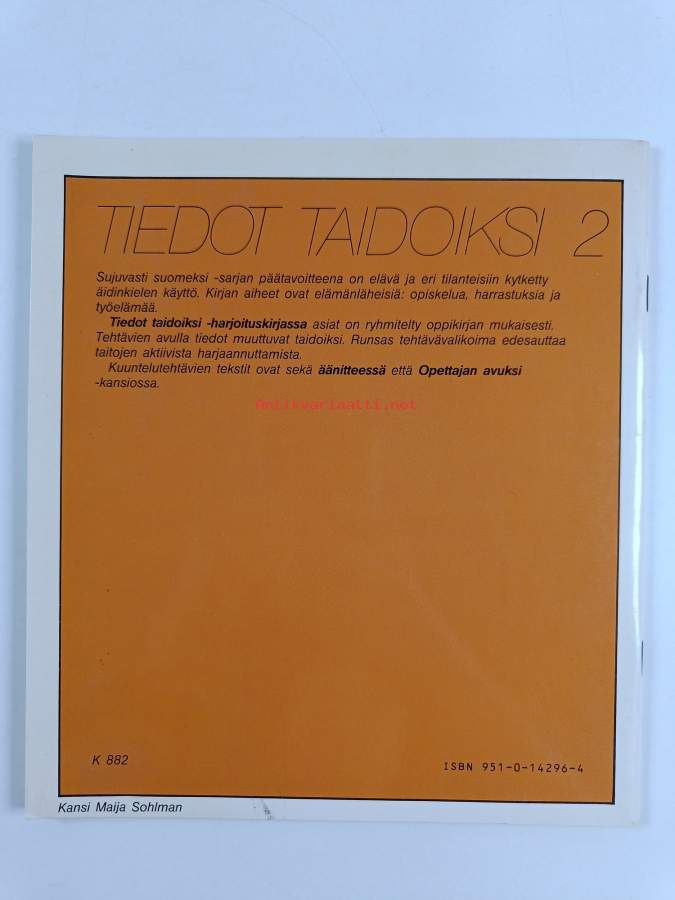 TIEDOT TAIDOIKSI 2
Sujuvasti suomeksi -sarjan päätavoitteena on elävä ja eri tilanteisiin kytketty
äidinkielen käyttö. Kirjan aiheet ovat elämänläheisiä: opiskelua, harrastuksia ja
työelämää.
Tiedot taidoiksi -harjoituskirjassa asiat on ryhmitelty oppikirjan mukaisesti.
Tehtävien avulla tiedot muuttuvat taidoiksi. Runsas tehtävävalikoima edesauttaa
taitojen aktiivista harjaannuttamista.
Kuuntelutehtävien tekstit ovat sekä äänitteessä että Opettajan avuksi
-kansiossa.
Antikvariaatti.net
K 882
ISBN 951-0-14296-4
Kansi Maija Sohlman